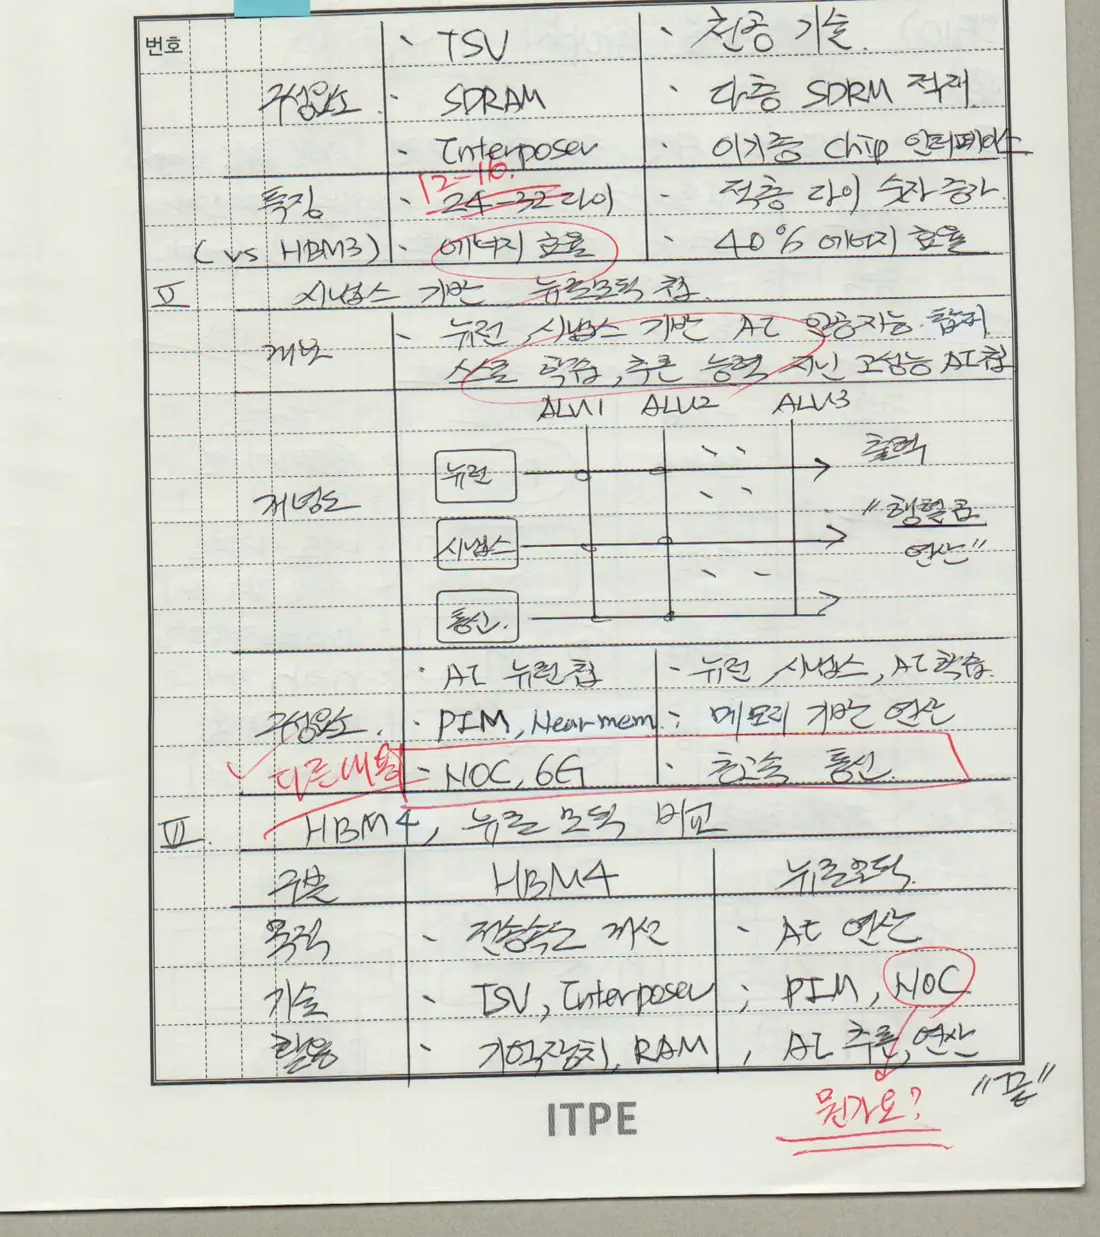 번호
· TSV · 천공 기술.
구성요소. · SDRAM · 다층 SDRM 적재.
· Interposer · 이기종 chip 인터페이스
12-16.
특징 · 24-32 다이 · 적층 다이 숫자 증가
(vs HBM3) · 에너지 효율 · 40% 에너지 효율
V 시냅스 기반 뉴로모픽 칩.
개념 · 뉴런, 시냅스 기반 AI 인공지능.
스스로 학습, 추론 능력 지닌 고성능 AI칩
ALU1 ALU2 ALU3
뉴런 출력
개념도 "행렬곱
시냅스 연산"
통신.
· AI 뉴런칩 · 뉴런, 시냅스, AI학습.
구성요소. · PIM, Near mem. · 메모리 기반 연산
다른내용 · NOC, 6G · 초고속 통신.
VI. HBM4, 뉴로모픽 비교
구분 HBM4 뉴로모픽.
목적 · 전송속도 개선 · AI 연산
기술 · TSV, Interposer · PIM, NOC
활용 · 기억장치, RAM · AI 추론, 연산
"끝"
뭔가요?
ITPE